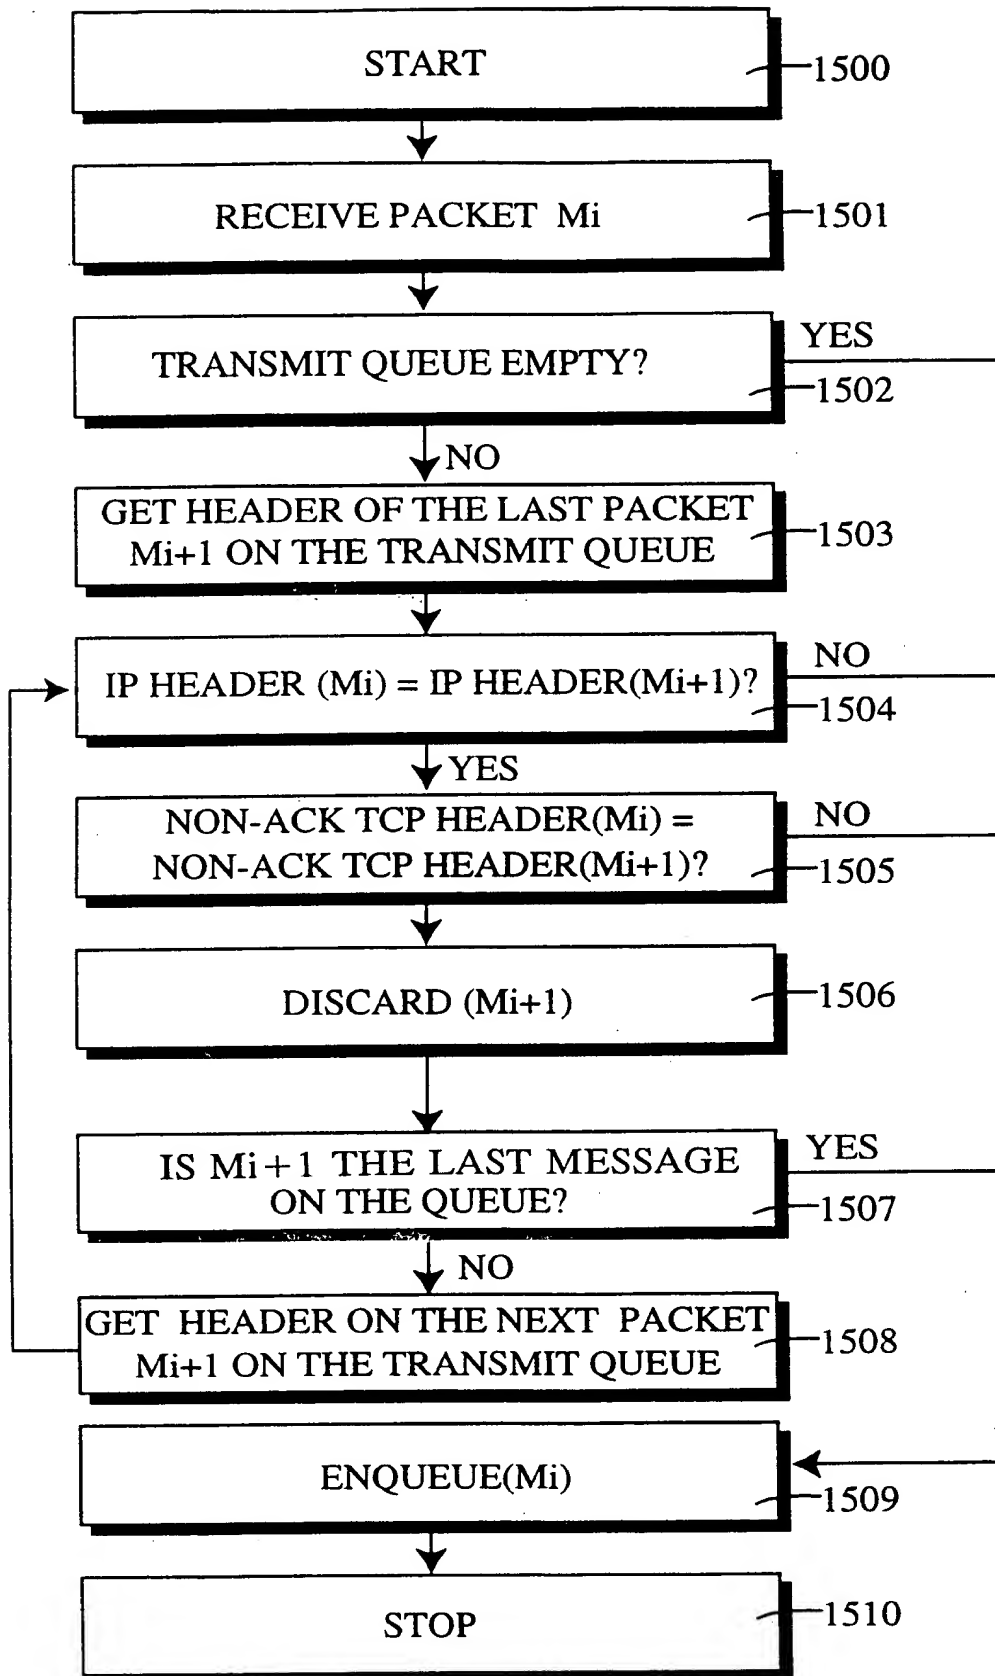 START
1500
RECEIVE PACKET Mi
1501
TRANSMIT QUEUE EMPTY?
YES
1502
NO
GET HEADER OF THE LAST PACKET
Mi+1 ON THE TRANSMIT QUEUE
1503
IP HEADER (Mi) = IP HEADER(Mi+1)?
NO
1504
YES
NON-ACK TCP HEADER(Mi) =
NON-ACK TCP HEADER(Mi+1)?
NO
1505
DISCARD (Mi+1)
1506
IS Mi+1 THE LAST MESSAGE
ON THE QUEUE?
YES
1507
NO
GET HEADER ON THE NEXT PACKET
Mi+1 ON THE TRANSMIT QUEUE
1508
ENQUEUE(Mi)
1509
STOP
1510